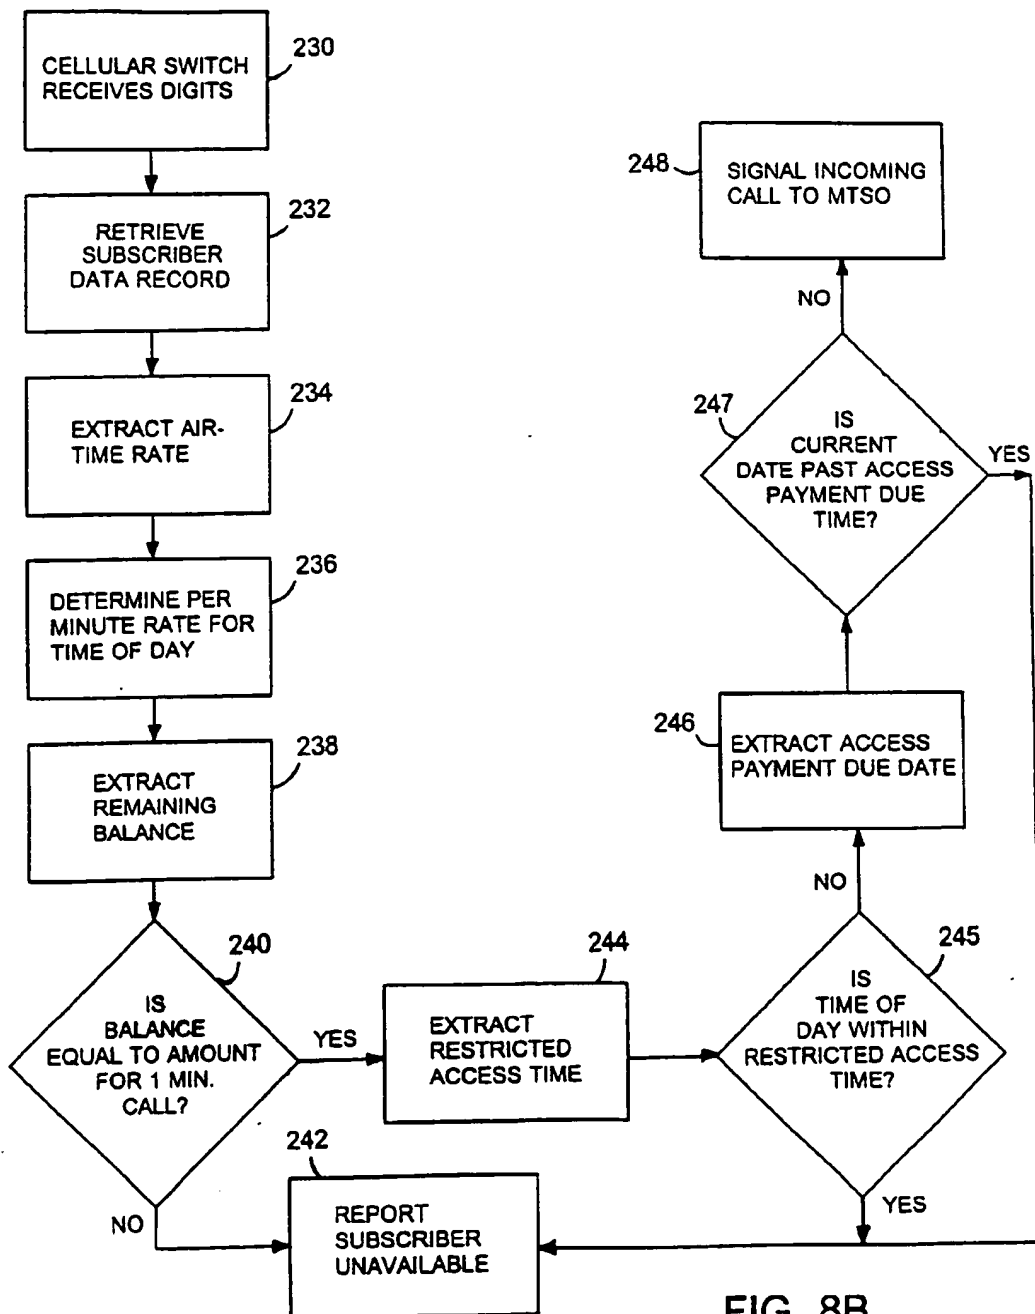 CELLULAR SWITCH
RECEIVES DIGITS
230
RETRIEVE
SUBSCRIBER
DATA RECORD
232
EXTRACT AIR-
TIME RATE
234
DETERMINE PER
MINUTE RATE FOR
TIME OF DAY
236
EXTRACT
REMAINING
BALANCE
238
IS
BALANCE
EQUAL TO AMOUNT
FOR 1 MIN.
CALL?
240
YES
NO
REPORT
SUBSCRIBER
UNAVAILABLE
242
EXTRACT
RESTRICTED
ACCESS TIME
244
IS
TIME OF
DAY WITHIN
RESTRICTED ACCESS
TIME?
245
YES
NO
EXTRACT ACCESS
PAYMENT DUE DATE
246
IS
CURRENT
DATE PAST ACCESS
PAYMENT DUE
TIME?
247
YES
NO
SIGNAL INCOMING
CALL TO MTSO
248
FIG. 8B